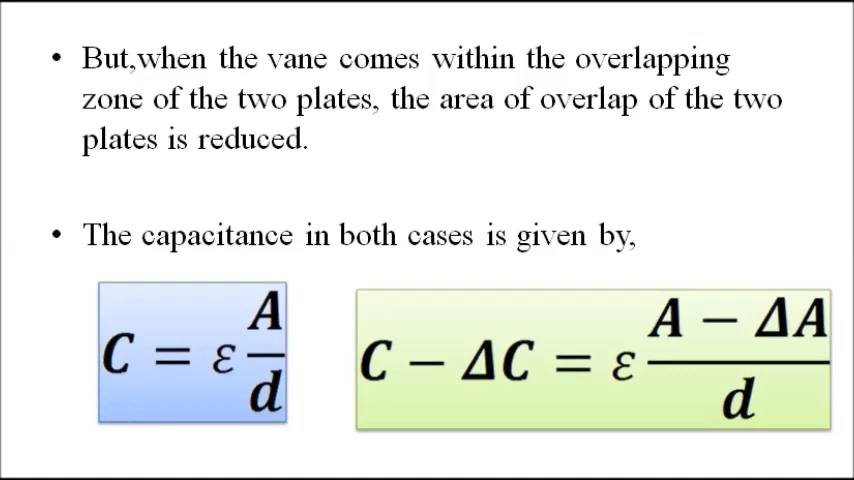 • But,when the vane comes within the overlapping
zone of the two plates, the area of overlap of the two
plates is reduced.
• The capacitance in both cases is given by,
C = ε A/d
C − ΔC = ε (A − ΔA)/d